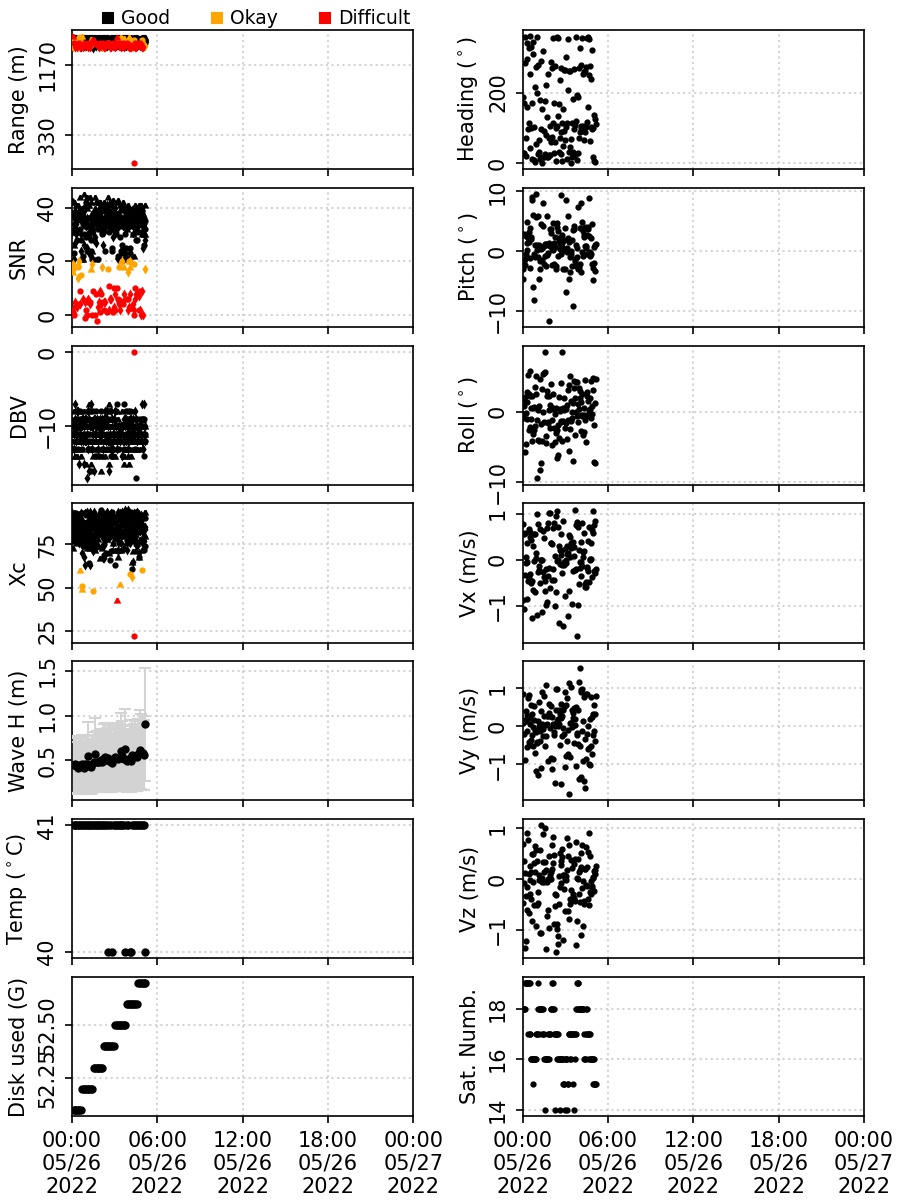 Good Okay Difficult
Range (m)
1170
330
Heading (°)
200
0
SNR
40
20
0
Pitch (°)
10
0
−10
DBV
0
−10
Roll (°)
0
−10
Xc
75
50
25
Vx (m/s)
1
0
−1
Wave H (m)
1.5
1.0
0.5
Vy (m/s)
1
0
−1
Temp (°C)
41
40
Vz (m/s)
1
0
−1
Disk used (G)
52.50
52.25
Sat. Numb.
18
16
14
00:00 06:00 12:00 18:00 00:00
05/26 05/26 05/26 05/26 05/27
2022 2022 2022 2022 2022
00:00 06:00 12:00 18:00 00:00
05/26 05/26 05/26 05/26 05/27
2022 2022 2022 2022 2022